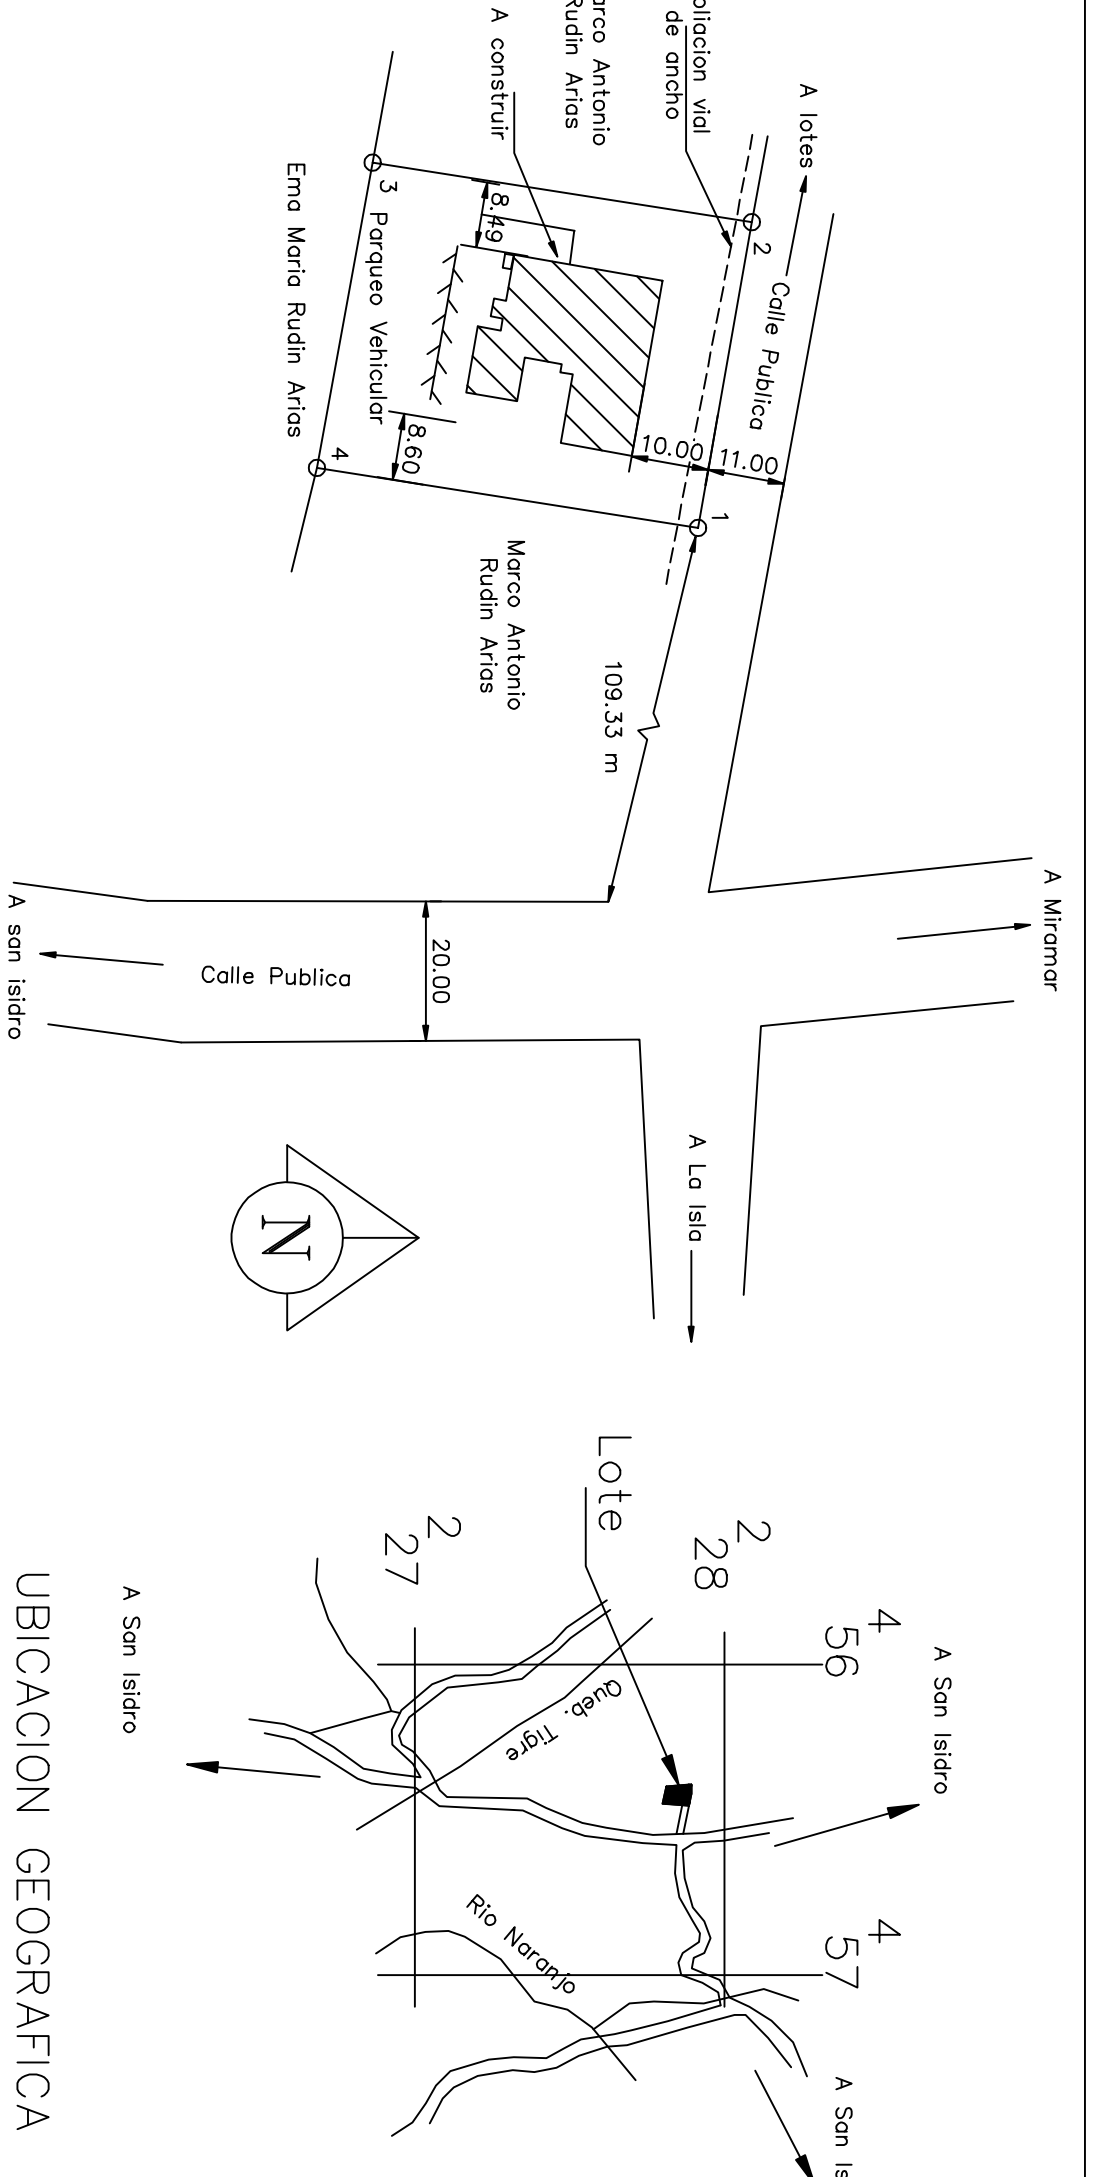 A Miramar
A lotes
Calle Publica
pliacion vial
de ancho
2
11.00
10.00
1
109.33 m
arco Antonio
Rudin Arias
A construir
8.49
Marco Antonio
Rudin Arias
8.60
3
Parqueo Vehicular
4
Ema Maria Rudin Arias
20.00
Calle Publica
A san isidro
A La Isla
N
A San Isidro
4
56
4
57
A San Is
2
28
Lote
Queb. Tigre
Rio Naranjo
2
27
A San Isidro
UBICACION GEOGRAFICA